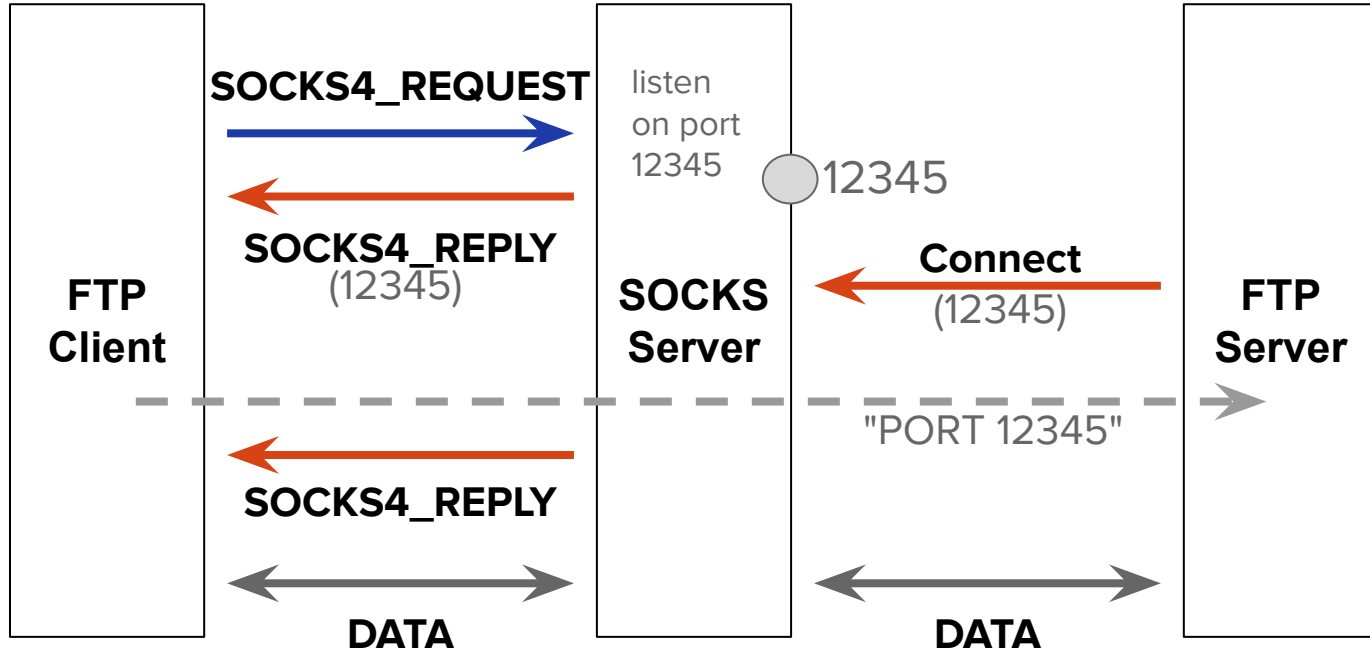 SOCKS4_REQUEST
listen
on port
12345
12345
SOCKS4_REPLY
(12345)
Connect
(12345)
FTP
Client
SOCKS
Server
FTP
Server
"PORT 12345"
SOCKS4_REPLY
DATA
DATA